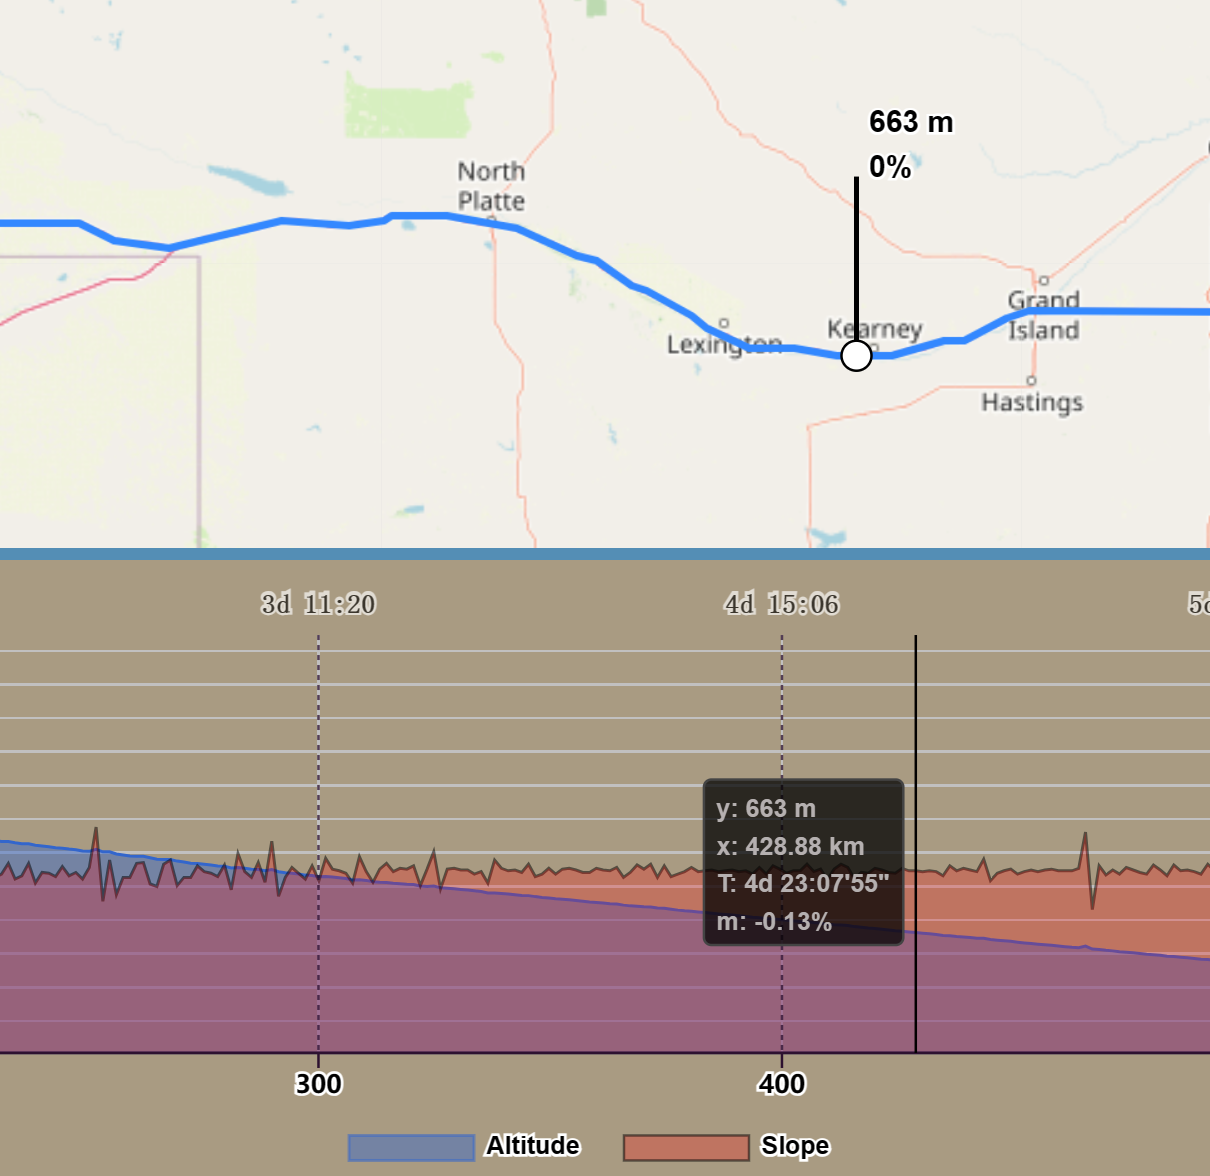 663 m
0%
North
Platte
Lexington
Kearney
Grand
Island
Hastings
3d 11:20
4d 15:06
y: 663 m
x: 428.88 km
T: 4d 23:07'55"
m: -0.13%
300
400
Altitude
Slope